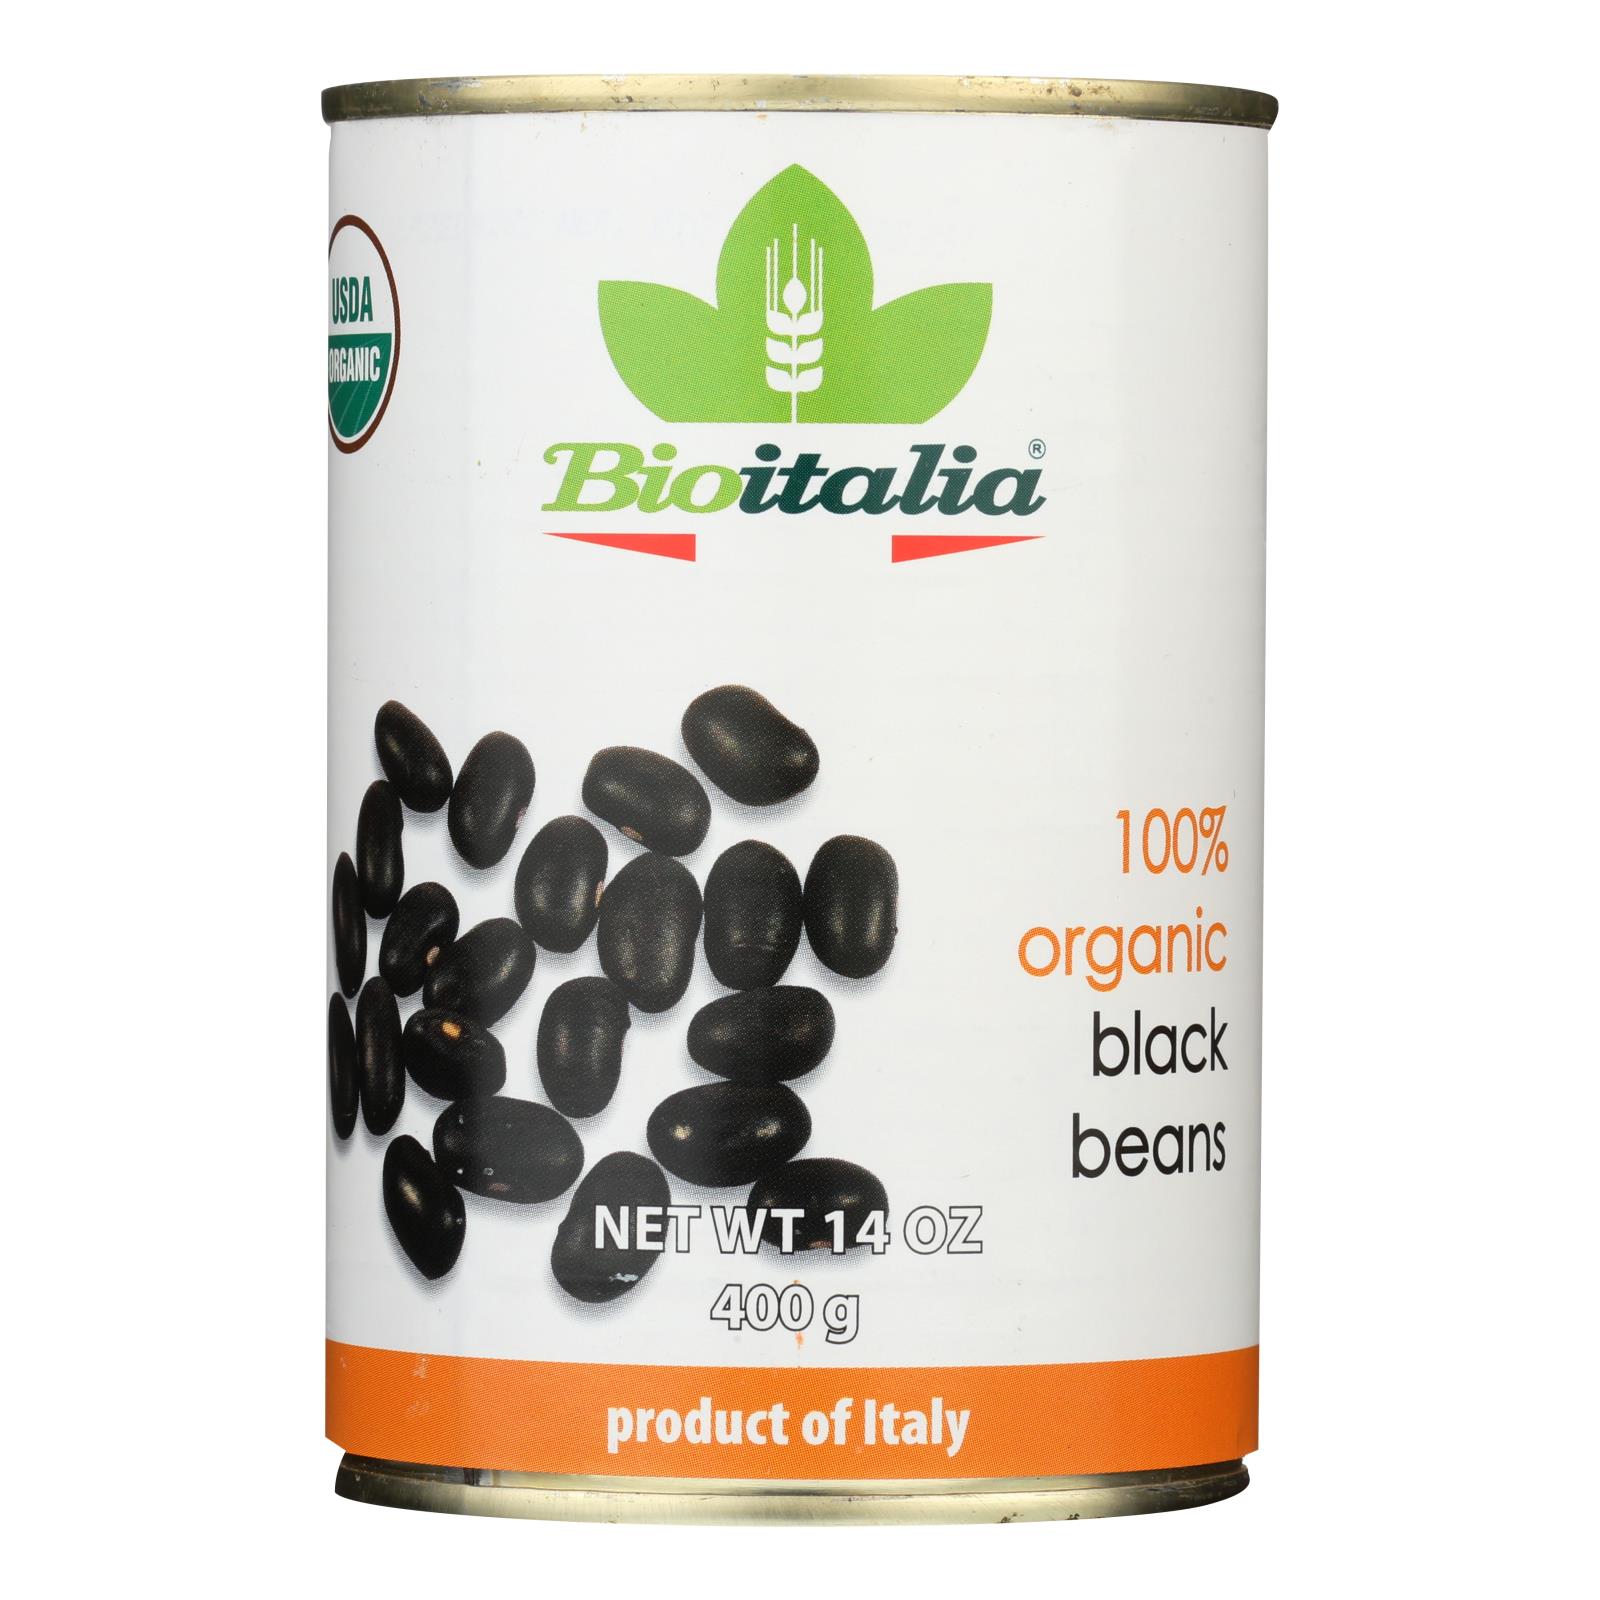 USDA
ORGANIC
Bioitalia®
100%
organic
black
beans
NET WT 14 OZ
400 g
product of Italy